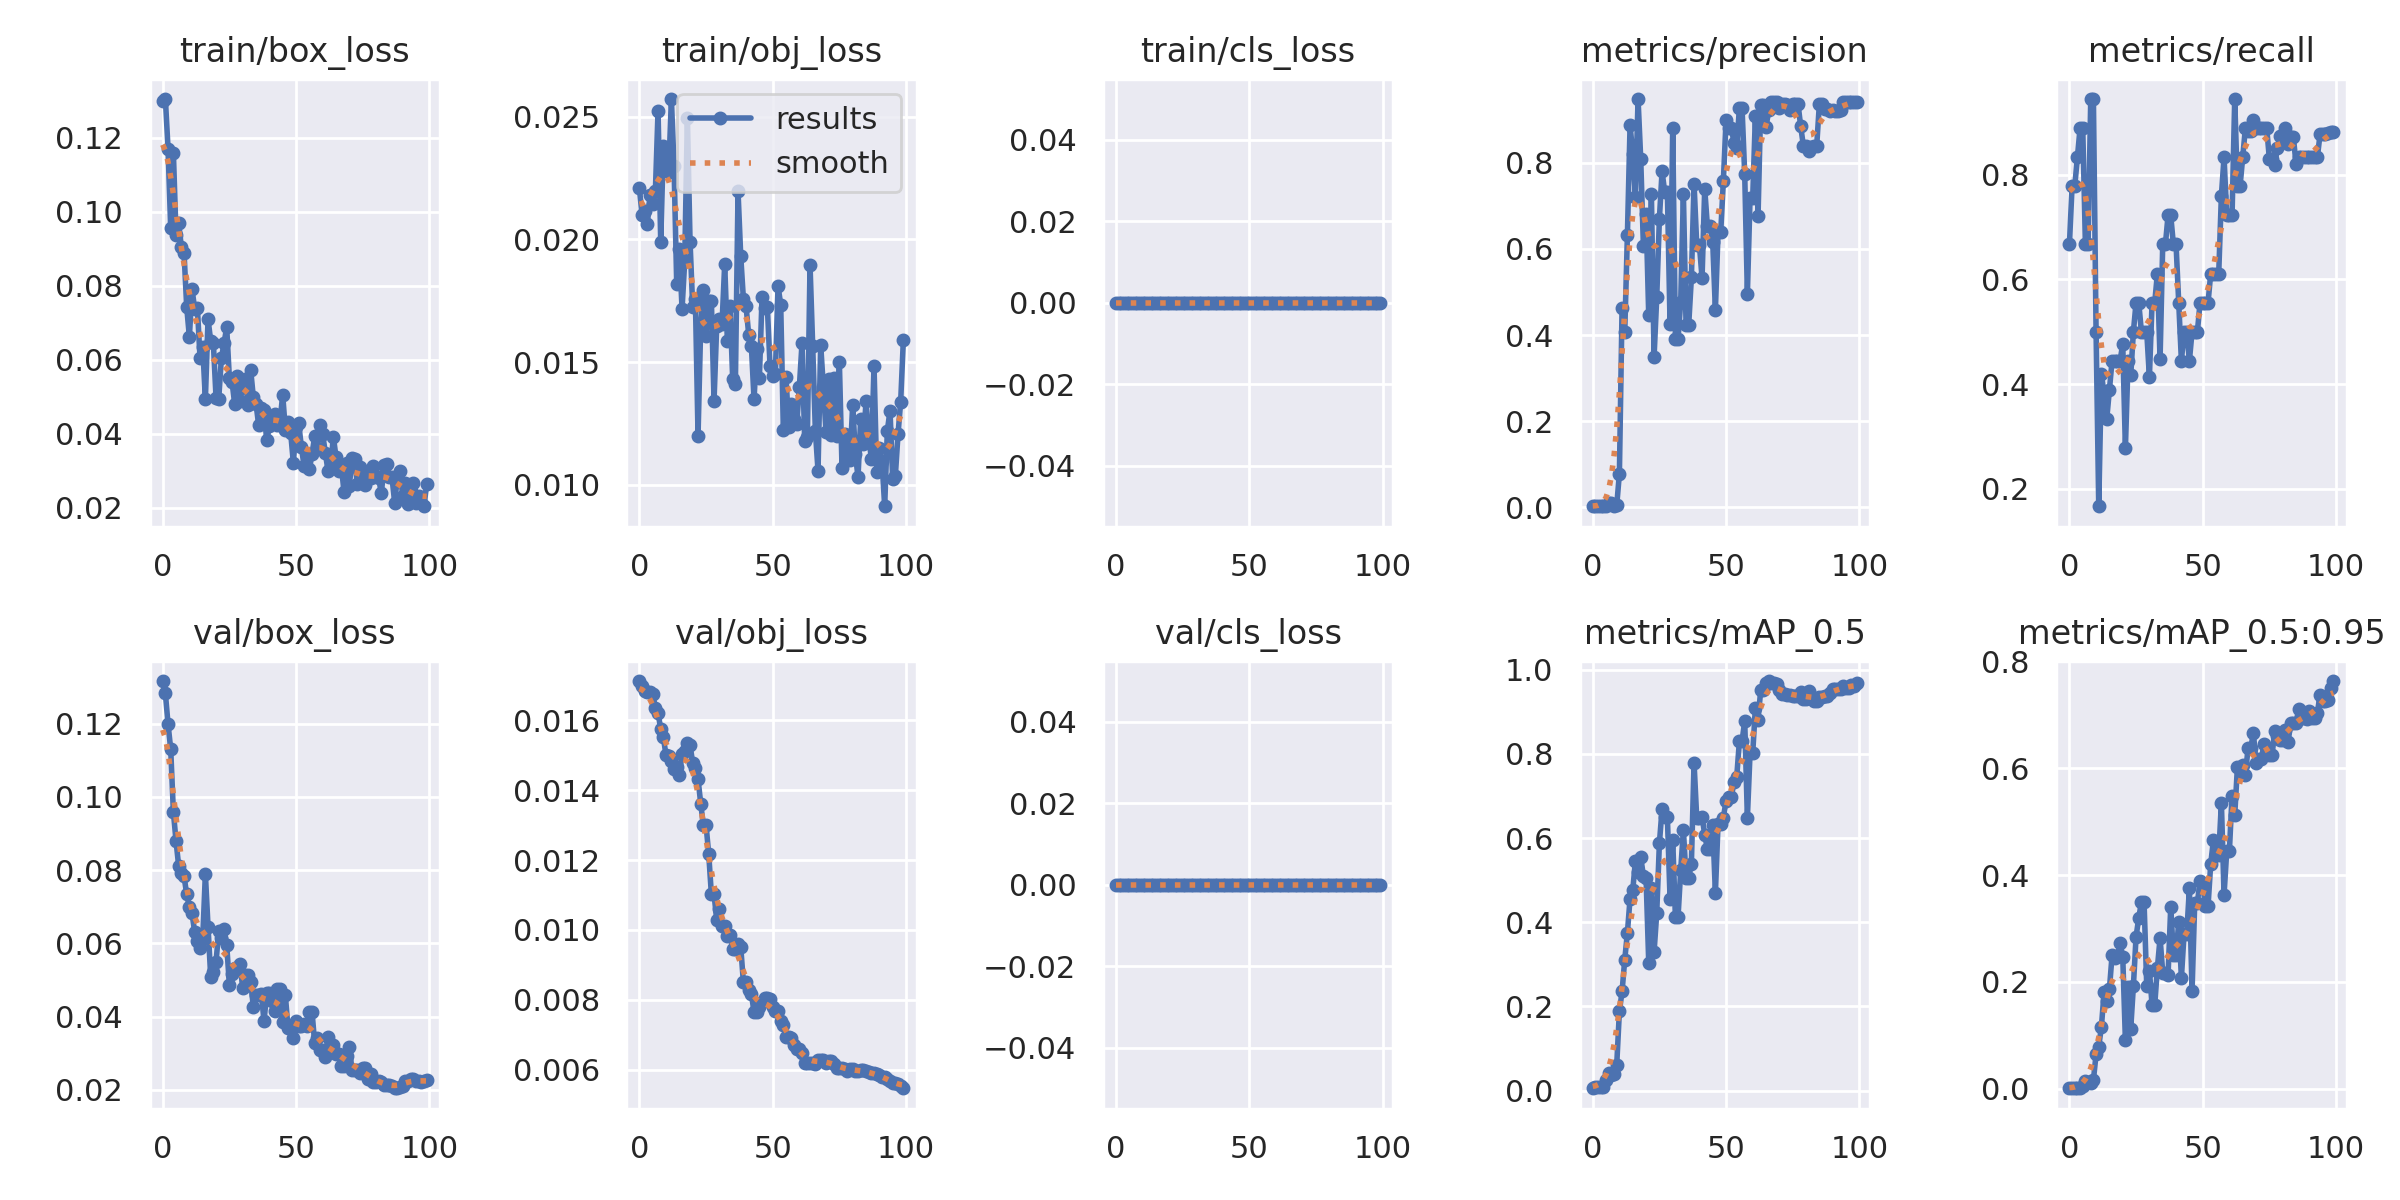 train/box_loss
0.12
0.10
0.08
0.06
0.04
0.02
0 50 100
train/obj_loss
results
smooth
0.025
0.020
0.015
0.010
0 50 100
train/cls_loss
0.04
0.02
0.00
−0.02
−0.04
0 50 100
metrics/precision
0.8
0.6
0.4
0.2
0.0
0 50 100
metrics/recall
0.8
0.6
0.4
0.2
0 50 100
val/box_loss
0.12
0.10
0.08
0.06
0.04
0.02
0 50 100
val/obj_loss
0.016
0.014
0.012
0.010
0.008
0.006
0 50 100
val/cls_loss
0.04
0.02
0.00
−0.02
−0.04
0 50 100
metrics/mAP_0.5
1.0
0.8
0.6
0.4
0.2
0.0
0 50 100
metrics/mAP_0.5:0.95
0.8
0.6
0.4
0.2
0.0
0 50 100